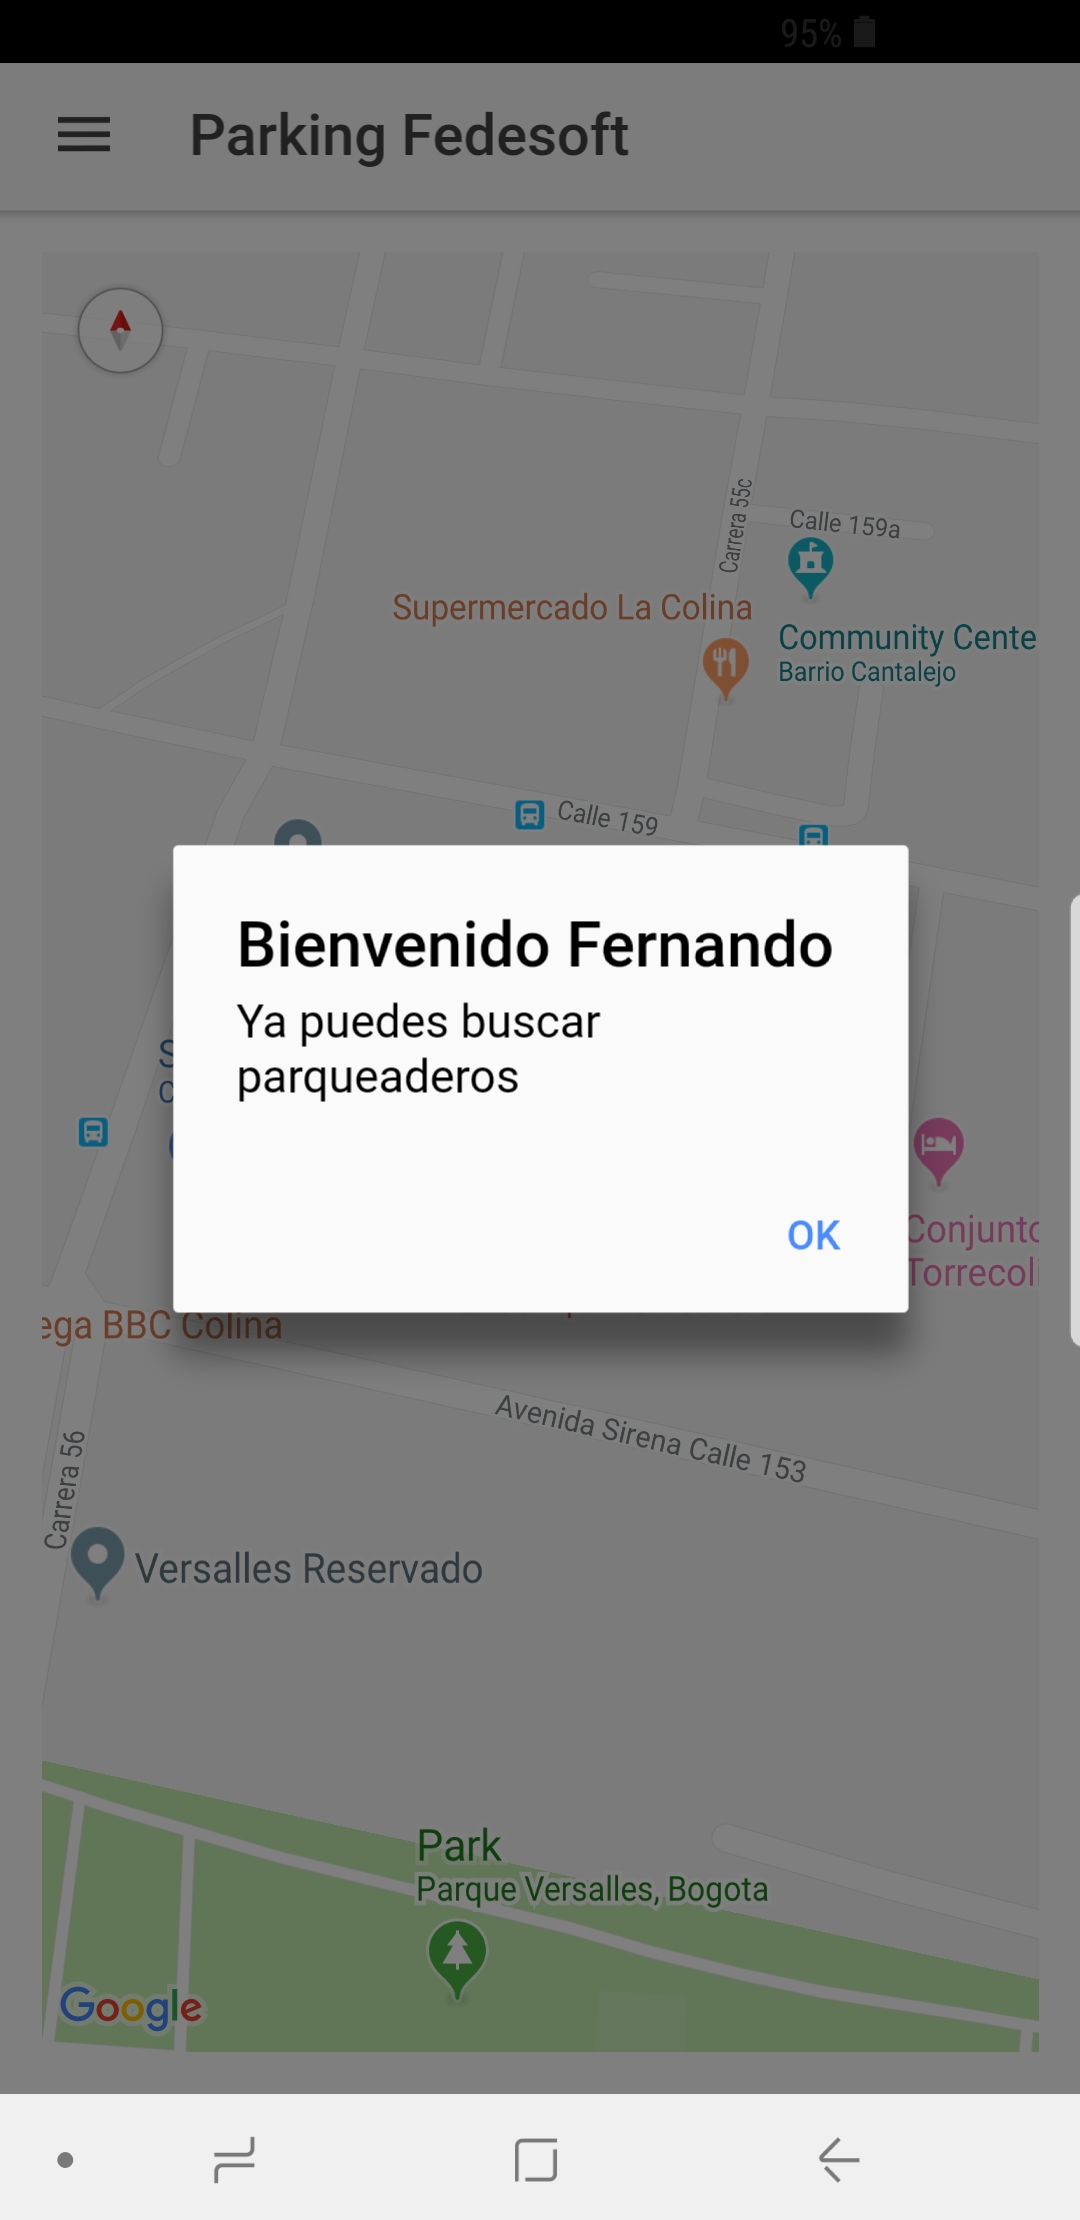 95%
Parking Fedesoft
Calle 159a
Carrera 55c
Supermercado La Colina
Community Cente
Barrio Cantalejo
Calle 159
Bienvenido Fernando
Ya puedes buscar
parqueaderos
OK
S
C
Conjunto
Torrecoli
ega BBC Colina
Avenida Sirena Calle 153
Carrera 56
Versalles Reservado
Park
Parque Versalles, Bogota
Google